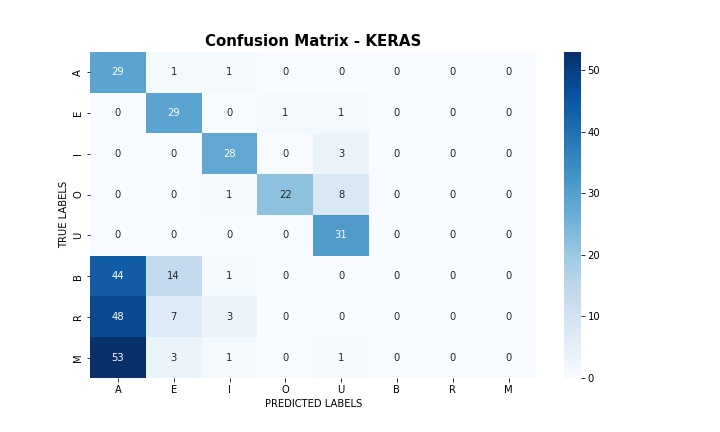 Confusion Matrix - KERAS
A 29 1 1 0 0 0 0 0
E 0 29 0 1 1 0 0 0
I 0 0 28 0 3 0 0 0
O 0 0 1 22 8 0 0 0
U 0 0 0 0 31 0 0 0
B 44 14 1 0 0 0 0 0
R 48 7 3 0 0 0 0 0
M 53 3 1 0 1 0 0 0
A E I O U B R M
TRUE LABELS
PREDICTED LABELS
50
40
30
20
10
0